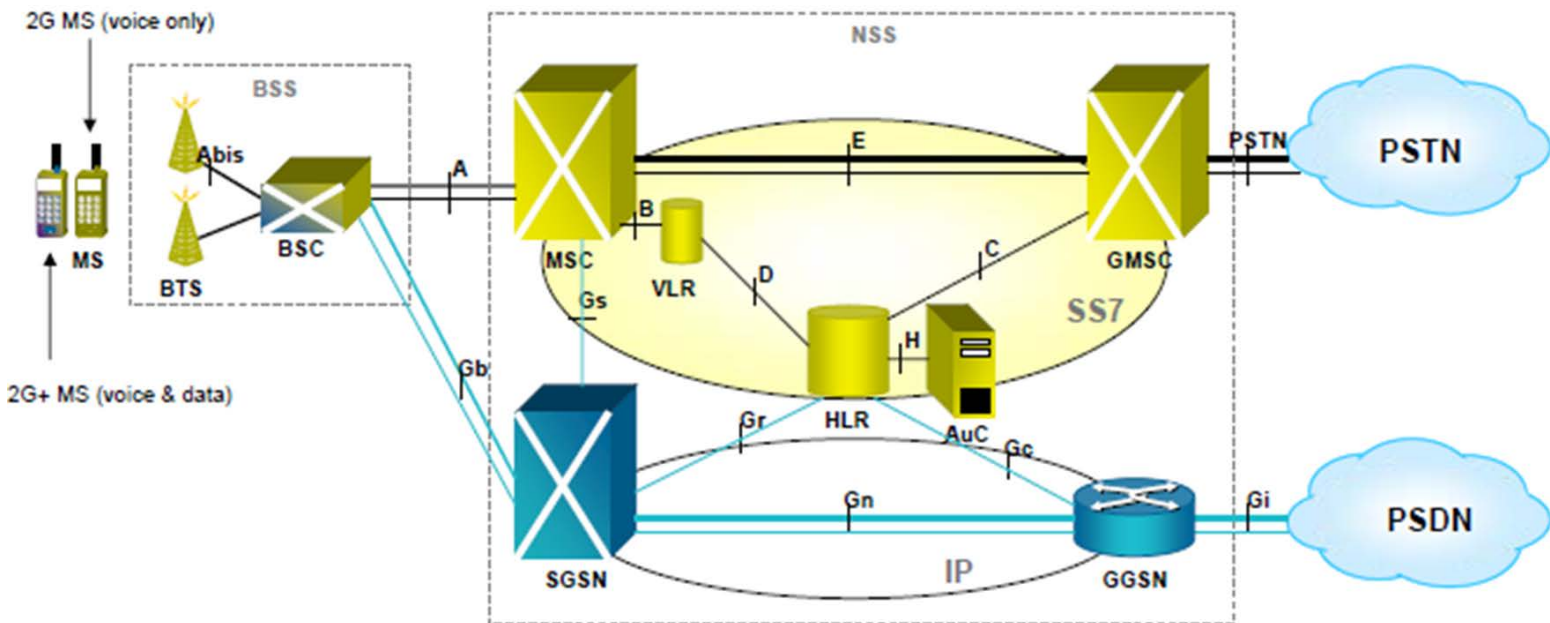 2G MS (voice only)
NSS
BSS
Abis
A
E
PSTN
PSTN
MS
BSC
BTS
B
MSC
VLR
D
C
GMSC
Gs
SS7
H
Gb
2G+ MS (voice & data)
HLR
AuC
Gr
Gc
Gn
Gi
PSDN
SGSN
IP
GGSN